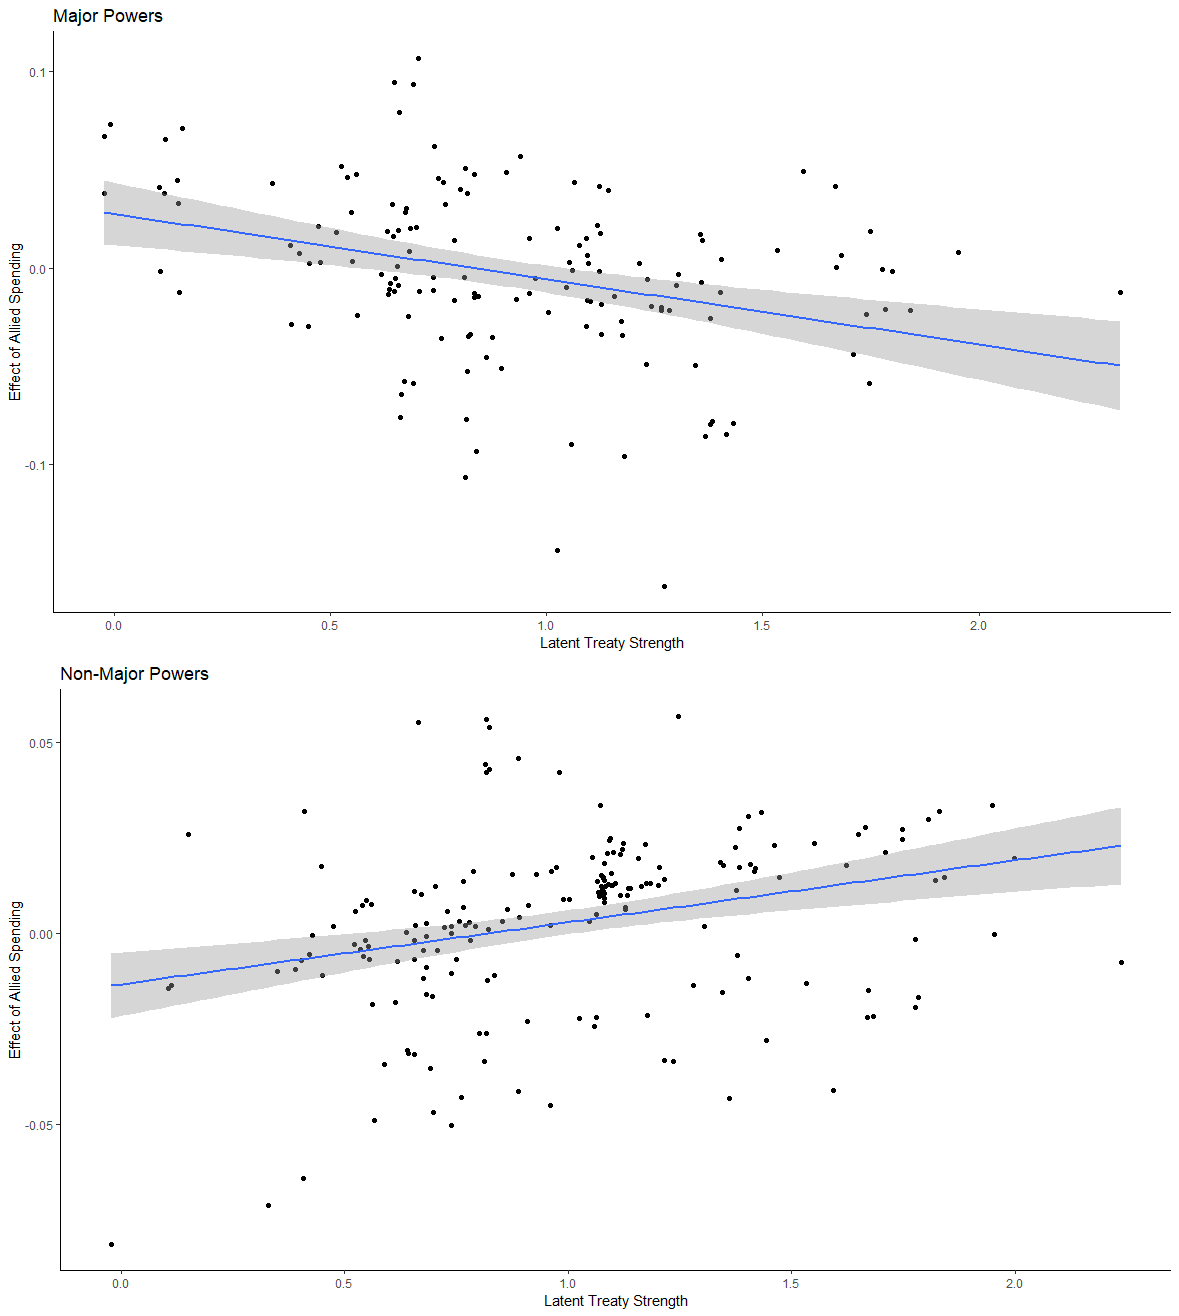 Major Powers
0.1
0.0
-0.1
Effect of Allied Spending
0.0 0.5 1.0 1.5 2.0
Latent Treaty Strength
Non-Major Powers
0.05
0.00
-0.05
Effect of Allied Spending
0.0 0.5 1.0 1.5 2.0
Latent Treaty Strength